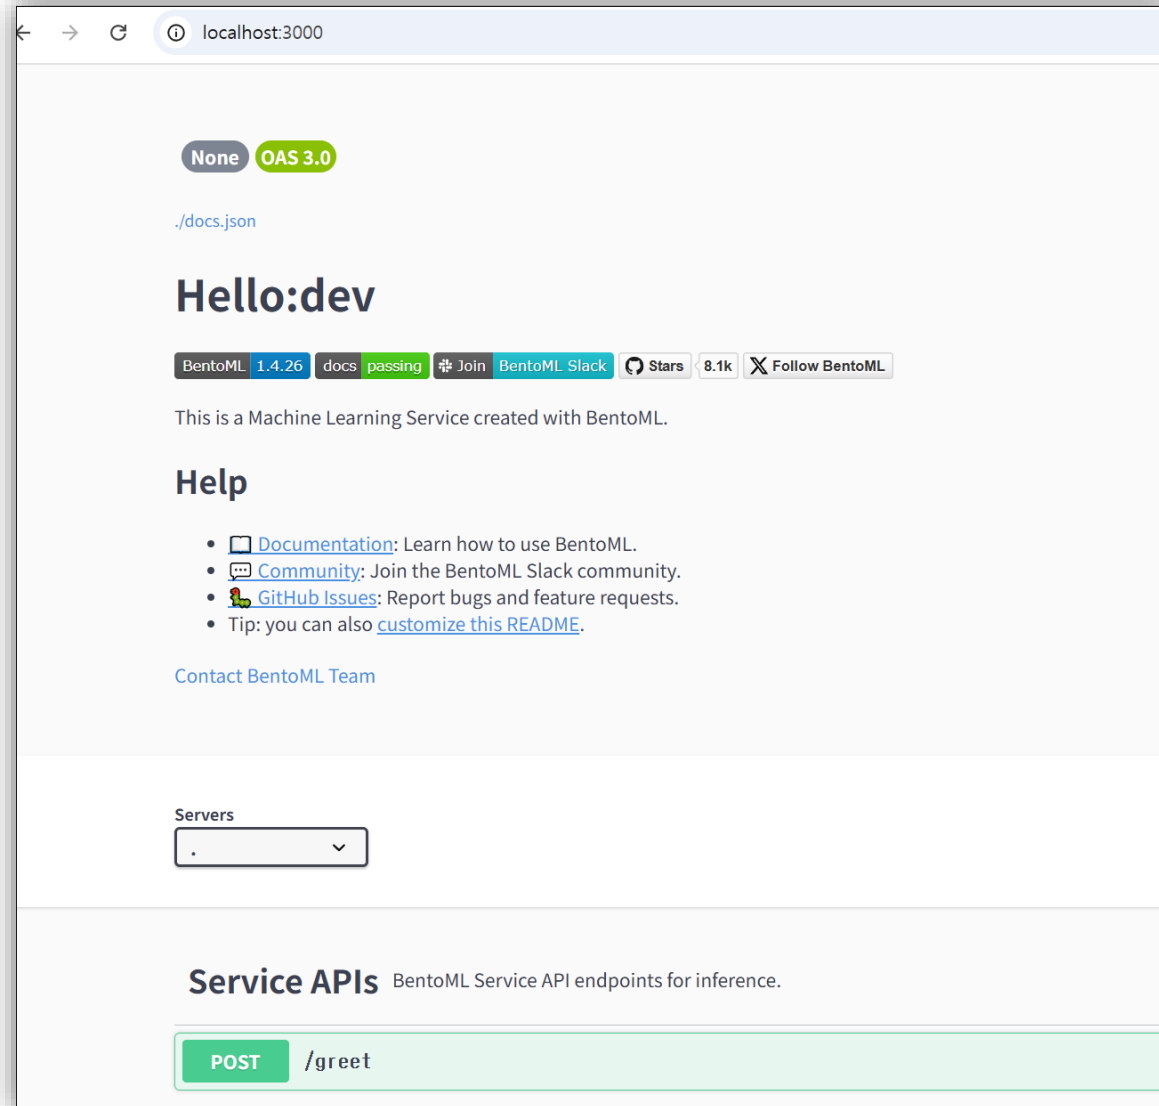 localhost:3000
None OAS 3.0
./docs.json
Hello:dev
BentoML 1.4.26 docs passing Join BentoML Slack Stars 8.1k Follow BentoML
This is a Machine Learning Service created with BentoML.
Help
• 📖 Documentation: Learn how to use BentoML.
• 💬 Community: Join the BentoML Slack community.
• 🐛 GitHub Issues: Report bugs and feature requests.
• Tip: you can also customize this README.
Contact BentoML Team
Servers
.
Service APIs BentoML Service API endpoints for inference.
POST /greet